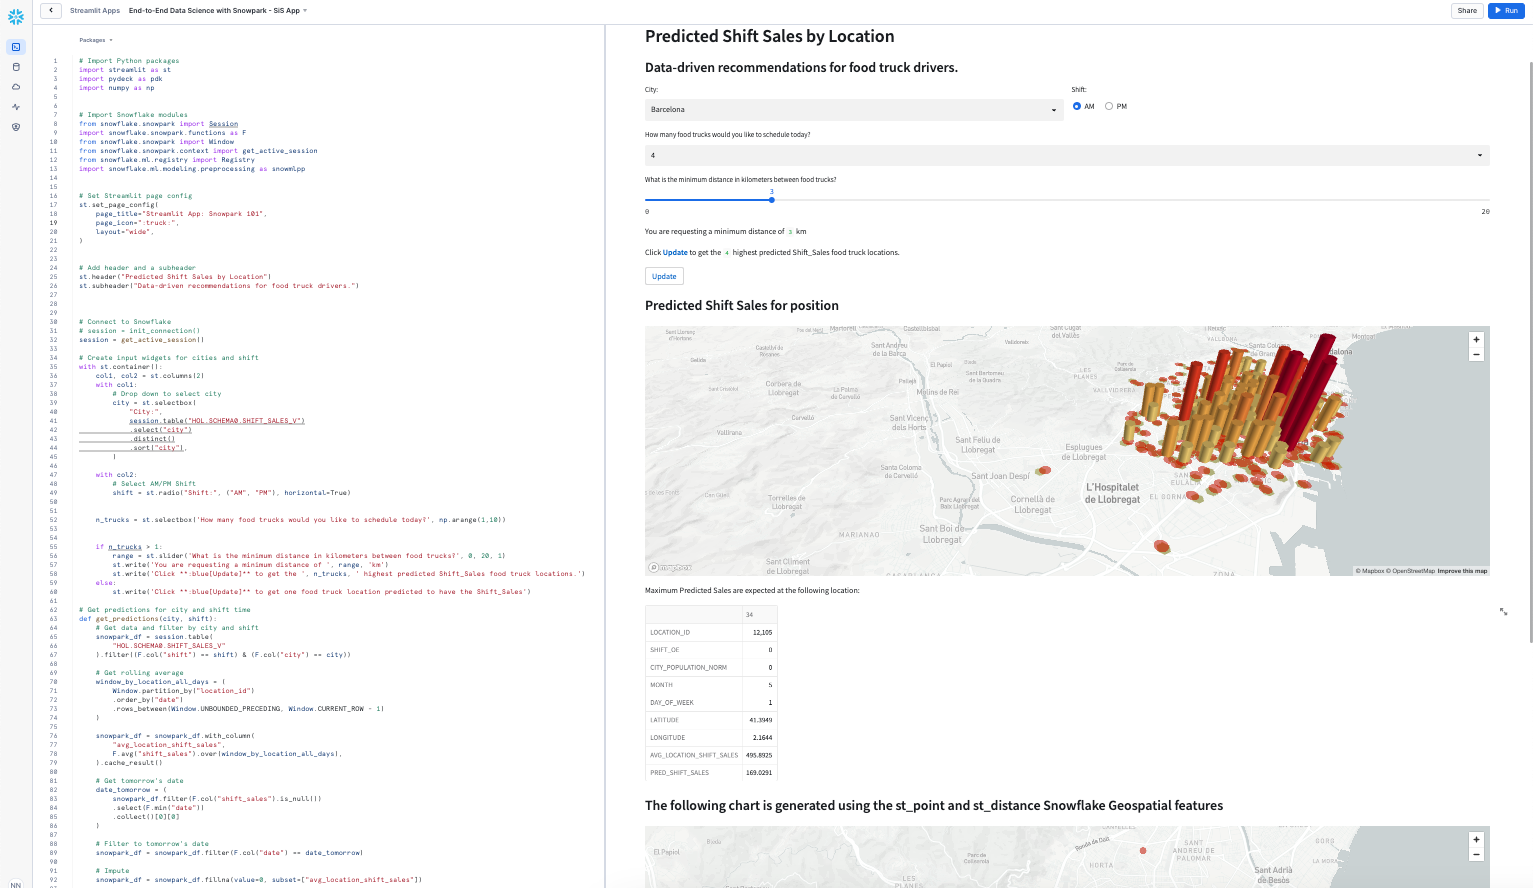 Streamlit Apps End-to-End Data Science with Snowpark - SiS App
Share Run
Packages
1 # Import Python packages
2 import streamlit as st
3 import pydeck as pdk
4 import numpy as np
5
6
7 # Import Snowflake modules
8 from snowflake.snowpark import Session
9 import snowflake.snowpark.functions as F
10 from snowflake.snowpark import Window
11 from snowflake.snowpark.context import get_active_session
12 from snowflake.ml.registry import Registry
13 import snowflake.ml.modeling.preprocessing as snowmlpp
14
15
16 # Set Streamlit page config
17 st.set_page_config(
18 page_title="Streamlit App: Snowpark 101",
19 page_icon=":truck:",
20 layout="wide",
21 )
22
23
24 # Add header and a subheader
25 st.header("Predicted Shift Sales by Location")
26 st.subheader("Data-driven recommendations for food truck drivers.")
27
28
29
30 # Connect to Snowflake
31 # session = init_connection()
32 session = get_active_session()
33
34 # Create input widgets for cities and shift
35 with st.container():
36 col1, col2 = st.columns(2)
37 with col1:
38 # Drop down to select city
39 city = st.selectbox(
40 "City:",
41 session.table("HOL.SCHEMA0.SHIFT_SALES_V")
42 .select("city")
43 .distinct()
44 .sort("city"),
45 )
46
47 with col2:
48 # Select AM/PM Shift
49 shift = st.radio("Shift:", ("AM", "PM"), horizontal=True)
50
51
52 n_trucks = st.selectbox('How many food trucks would you like to schedule today?', np.arange(1,10))
53
54
55 if n_trucks > 1:
56 range = st.slider('What is the minimum distance in kilometers between food trucks?', 0, 20, 1)
57 st.write('You are requesting a minimum distance of ', range, 'km')
58 st.write('Click **:blue[Update]** to get the ', n_trucks, ' highest predicted Shift_Sales food truck locations.')
59 else:
60 st.write('Click **:blue[Update]** to get one food truck location predicted to have the Shift_Sales')
61
62 # Get predictions for city and shift time
63 def get_predictions(city, shift):
64 # Get data and filter by city and shift
65 snowpark_df = session.table(
66 "HOL.SCHEMA0.SHIFT_SALES_V"
67 ).filter((F.col("shift") == shift) & (F.col("city") == city))
68
69 # Get rolling average
70 window_by_location_all_days = (
71 Window.partition_by("location_id")
72 .order_by("date")
73 .rows_between(Window.UNBOUNDED_PRECEDING, Window.CURRENT_ROW - 1)
74 )
75
76 snowpark_df = snowpark_df.with_column(
77 "avg_location_shift_sales",
78 F.avg("shift_sales").over(window_by_location_all_days),
79 ).cache_result()
80
81 # Get tomorrow's date
82 date_tomorrow = (
83 snowpark_df.filter(F.col("shift_sales").is_null())
84 .select(F.min("date"))
85 .collect()[0][0]
86 )
87
88 # Filter to tomorrow's date
89 snowpark_df = snowpark_df.filter(F.col("date") == date_tomorrow)
90
91 # Impute
92 snowpark_df = snowpark_df.fillna(value=0, subset=["avg_location_shift_sales"])
NN
Predicted Shift Sales by Location
Data-driven recommendations for food truck drivers.
City: Shift:
Barcelona AM PM
How many food trucks would you like to schedule today?
4
What is the minimum distance in kilometers between food trucks?
3
0 20
You are requesting a minimum distance of 3 km
Click Update to get the 4 highest predicted Shift_Sales food truck locations.
Update
Predicted Shift Sales for position
Castellbisbal
Sant Andreu de la Barca
El Papiol
Valldoreix
Sant Cugat del Vallès
Gelida
Castellví de Rosanes
Corbera de Llobregat
La Palma de Cervelló
Pallejà
Molins de Rei
LES PLANES
VALLVIDRERA
Cervelló
Sant Vicenç dels Horts
Vallirana
Sant Feliu de Llobregat
Esplugues de Llobregat
Santa Coloma de Cervelló
Sant Joan Despí
L'Hospitalet de Llobregat
Torrelles de Llobregat
Cornellà de Llobregat
Sant Boi de Llobregat
MARIANAO
Sant Climent de Llobregat
CASABLANCA
ZONA
+
−
mapbox
© Mapbox © OpenStreetMap Improve this map
Maximum Predicted Sales are expected at the following location:
34
LOCATION_ID 12,105
SHIFT_OE 0
CITY_POPULATION_NORM 0
MONTH 5
DAY_OF_WEEK 1
LATITUDE 41.3949
LONGITUDE 2.1644
AVG_LOCATION_SHIFT_SALES 495.8925
PRED_SHIFT_SALES 169.0291
The following chart is generated using the st_point and st_distance Snowflake Geospatial features
El Papiol
Parc de Collserola
LES PLANES
Ronda de Dalt
HORTA
SANT ANDREU DE PALOMAR
Sant Adrià de Besòs
+
−